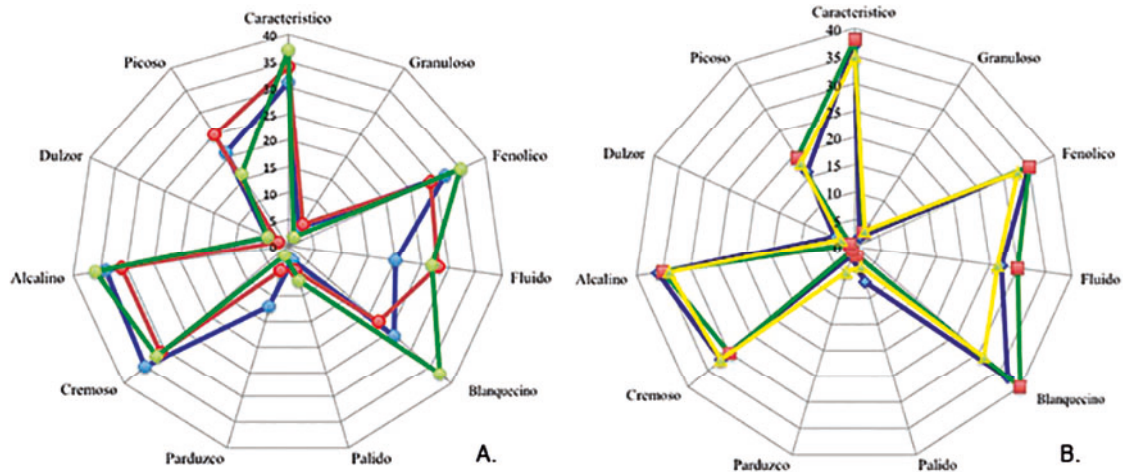 Caracteristico
Granuloso
Fenolico
Fluido
Blanquecino
Palido
Parduzco
Cremoso
Alcalino
Dulzor
Picoso
40
35
30
25
20
15
10
5
0
A.
Caracteristico
Granuloso
Fenolico
Fluido
Blanquecino
Palido
Parduzco
Cremoso
Alcalino
Dulzor
Picoso
40
35
30
25
20
15
10
5
0
B.